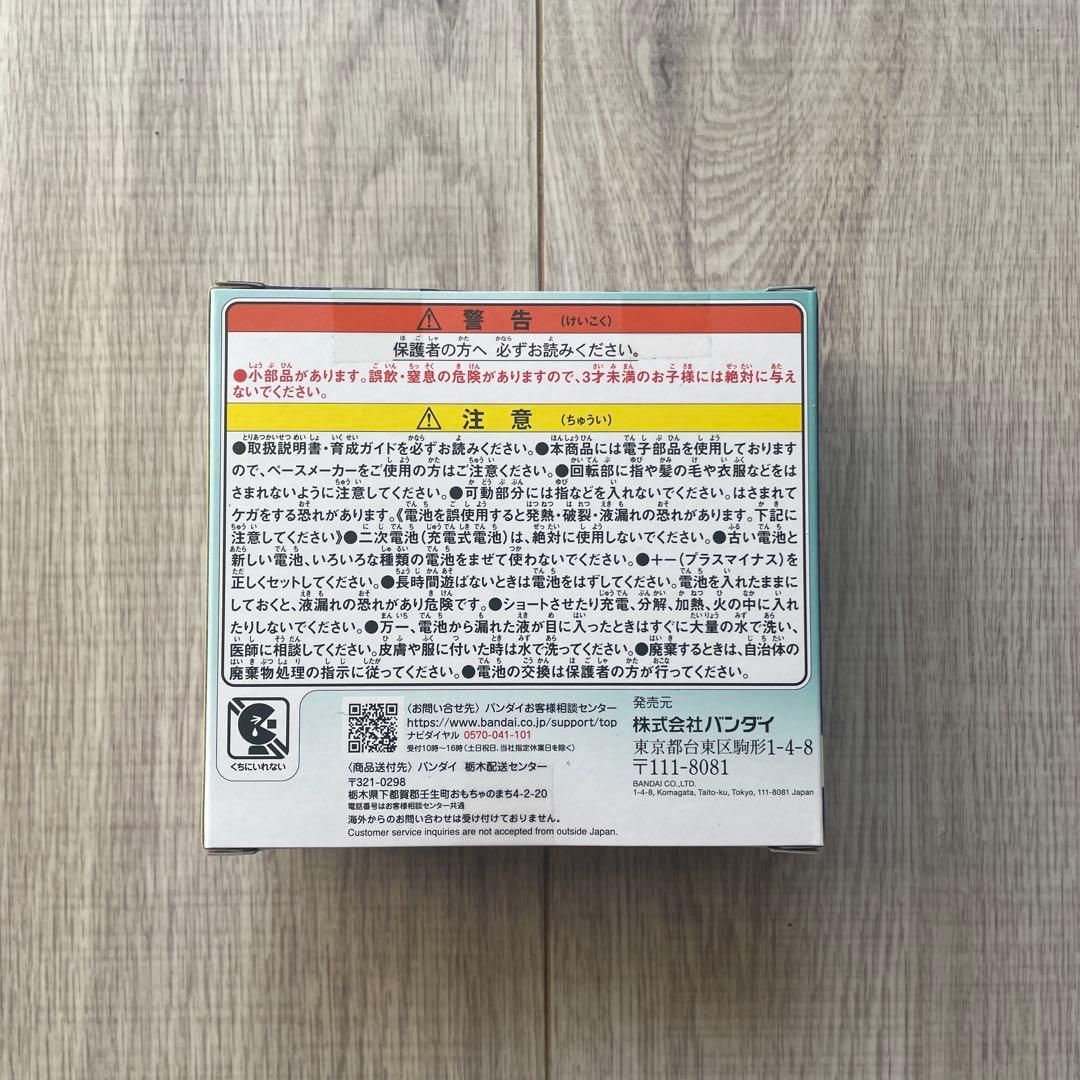 警告 (けいこく)
保護者の方へ 必ずお読みください。
●小部品があります。誤飲・窒息の危険がありますので、3才未満のお子様には絶対に与え
ないでください。
注意 (ちゅうい)
●取扱説明書・育成ガイドを必ずお読みください。●本商品には電子部品を使用しております
ので、ペースメーカーをご使用の方はご注意ください。●回転部に指や髪の毛や衣服などをは
さまれないように注意してください。●可動部分には指などを入れないでください。はさまれて
ケガをする恐れがあります。《電池を誤使用すると発熱・破裂・液漏れの恐れがあります。下記に
注意してください》●二次電池(充電式電池)は、絶対に使用しないでください。●古い電池と
新しい電池、いろいろな種類の電池をまぜて使わないでください。●+−(プラスマイナス)を
正しくセットしてください。●長時間遊ばないときは電池をはずしてください。電池を入れたままに
しておくと、液漏れの恐れがあり危険です。●ショートさせたり充電、分解、加熱、火の中に入れ
たりしないでください。●万一、電池から漏れた液が目に入ったときはすぐに大量の水で洗い、
医師に相談してください。皮膚や服に付いた時は水で洗ってください。●廃棄するときは、自治体の
廃棄物処理の指示に従ってください。●電池の交換は保護者の方が行ってください。
くちにいれない
〈お問い合せ先〉バンダイお客様相談センター
https://www.bandai.co.jp/support/top
ナビダイヤル 0570-041-101
受付10時〜16時(土日祝日、当社指定休業日を除く)
〈商品送付先〉バンダイ 栃木配送センター
〒321-0298
栃木県下都賀郡壬生町おもちゃのまち4-2-20
電話番号はお客様相談センター共通
海外からのお問い合わせは受け付けておりません。
Customer service inquiries are not accepted from outside Japan.
発売元
株式会社バンダイ
東京都台東区駒形1-4-8
〒111-8081
BANDAI CO.,LTD.
1-4-8, Komagata, Taito-ku, Tokyo, 111-8081 Japan